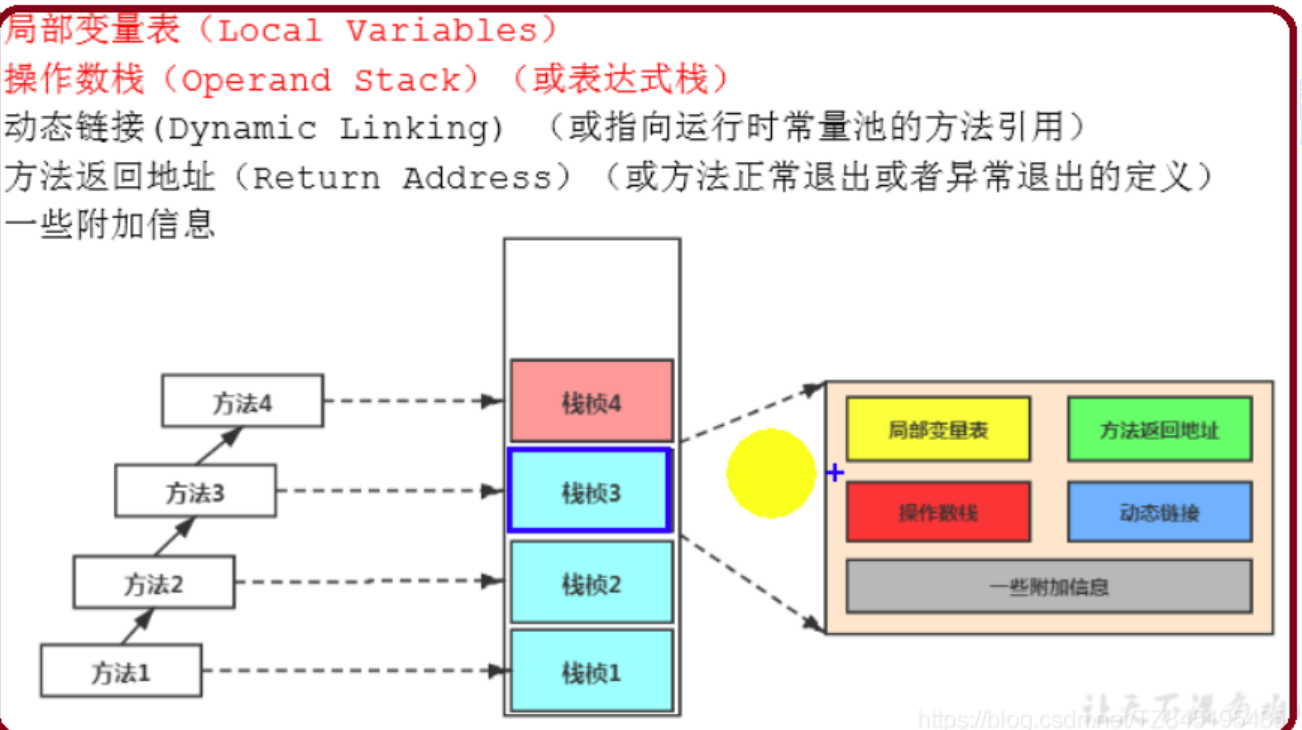 局部变量表（Local Variables）
操作数栈（Operand Stack）（或表达式栈）
动态链接(Dynamic Linking) （或指向运行时常量池的方法引用）
方法返回地址（Return Address）（或方法正常退出或者异常退出的定义）
一些附加信息
方法4
栈桢4
方法3
栈桢3
方法2
栈桢2
方法1
栈桢1
局部变量表
方法返回地址
操作数栈
动态链接
一些附加信息